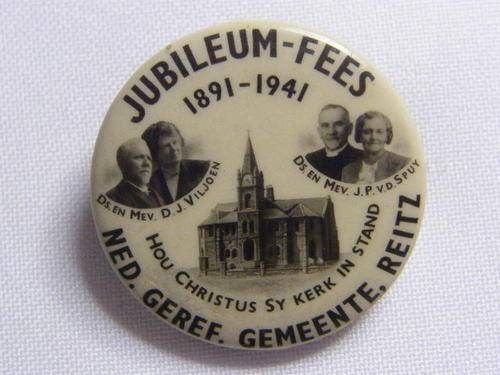 JUBILEUM-FEES
1891-1941
DS. EN MEV. D. J. VILJOEN
DS. EN MEV. J. P. V. D. SPUY
HOU CHRISTUS SY KERK IN STAND
NED. GEREF. GEMEENTE, REITZ